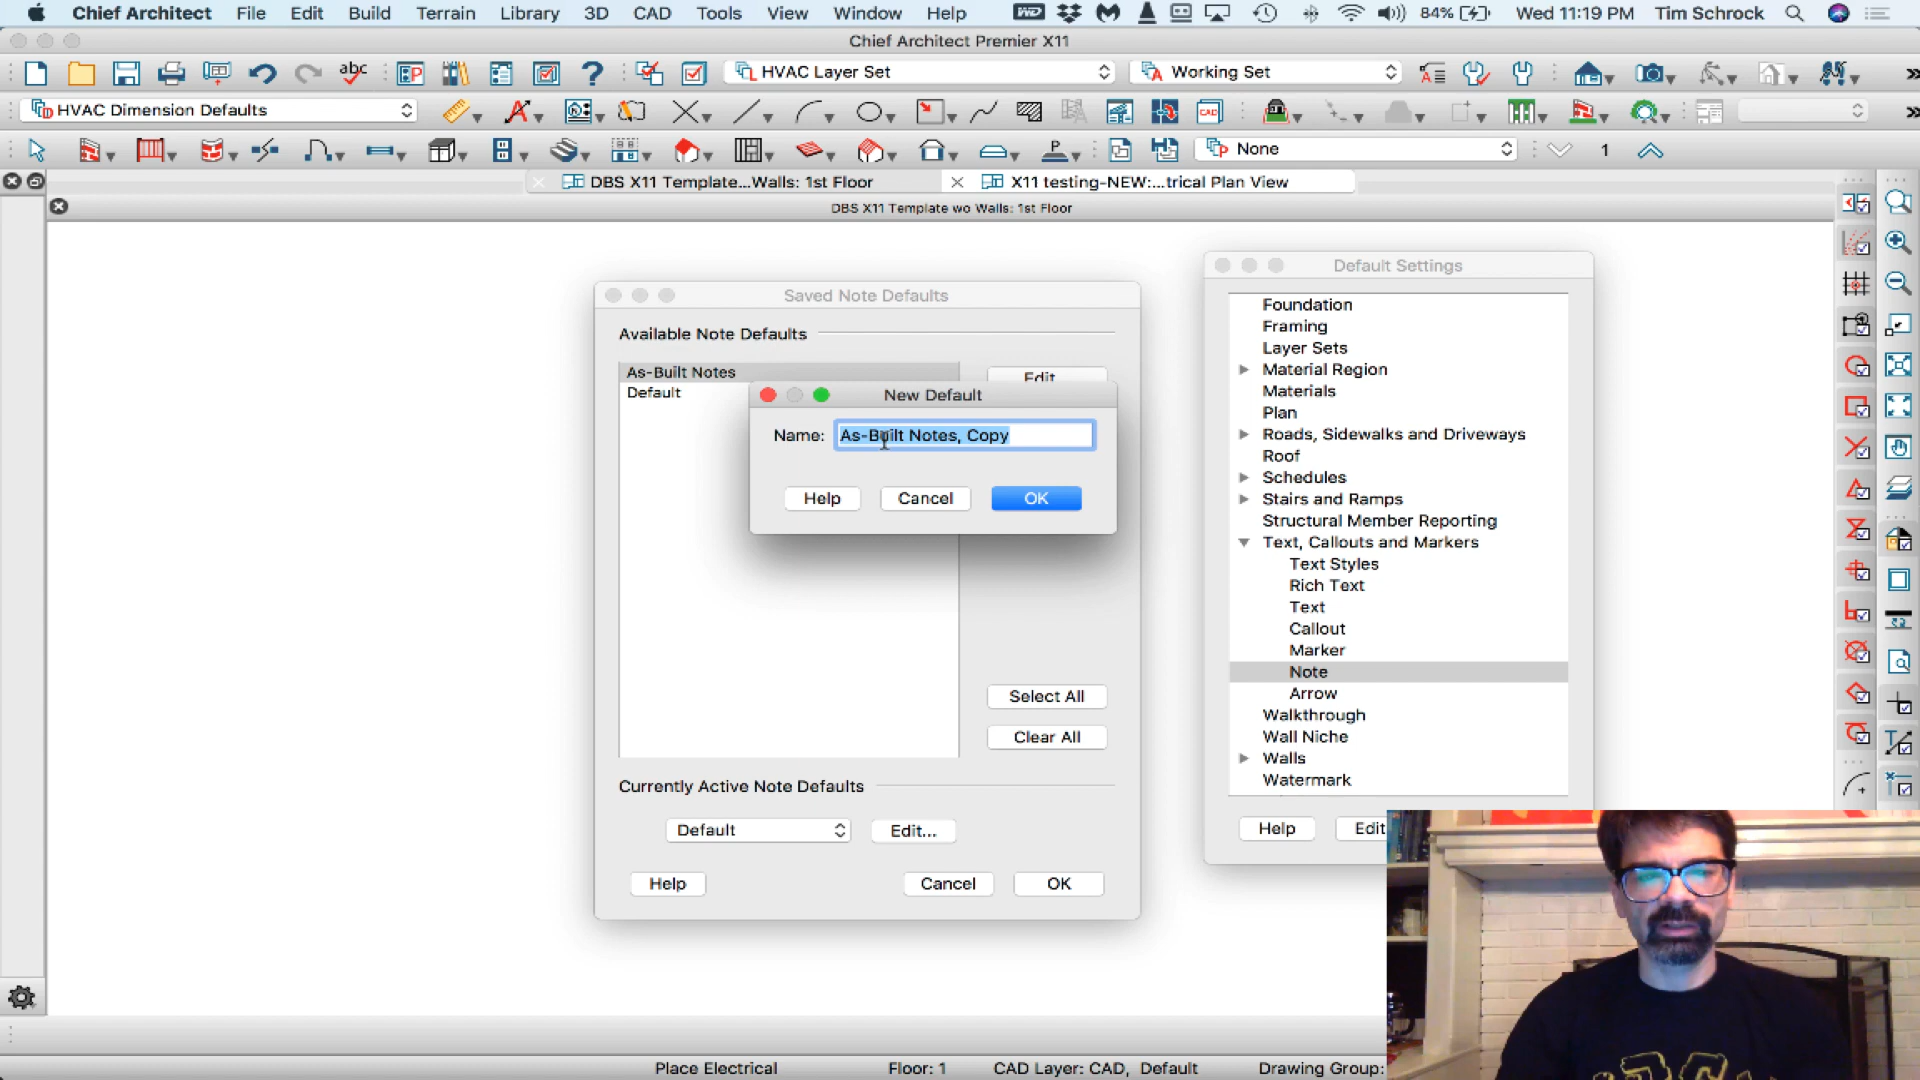 Chief Architect File Edit Build Terrain Library 3D CAD Tools View Window Help 84% Wed 11:19 PM Tim Schrock
Chief Architect Premier X11
abc HVAC Layer Set Working Set
HVAC Dimension Defaults
None 1
DBS X11 Template...Walls: 1st Floor X11 testing-NEW:...trical Plan View
DBS X11 Template wo Walls: 1st Floor
Saved Note Defaults
Available Note Defaults
As-Built Notes
Default
Edit
New Default
Name: As-Built Notes, Copy
Help Cancel OK
Select All
Clear All
Currently Active Note Defaults
Default Edit...
Help Cancel OK
Default Settings
Foundation
Framing
Layer Sets
Material Region
Materials
Plan
Roads, Sidewalks and Driveways
Roof
Schedules
Stairs and Ramps
Structural Member Reporting
Text, Callouts and Markers
Text Styles
Rich Text
Text
Callout
Marker
Note
Arrow
Walkthrough
Wall Niche
Walls
Watermark
Help Edit
Place Electrical Floor: 1 CAD Layer: CAD, Default Drawing Group: